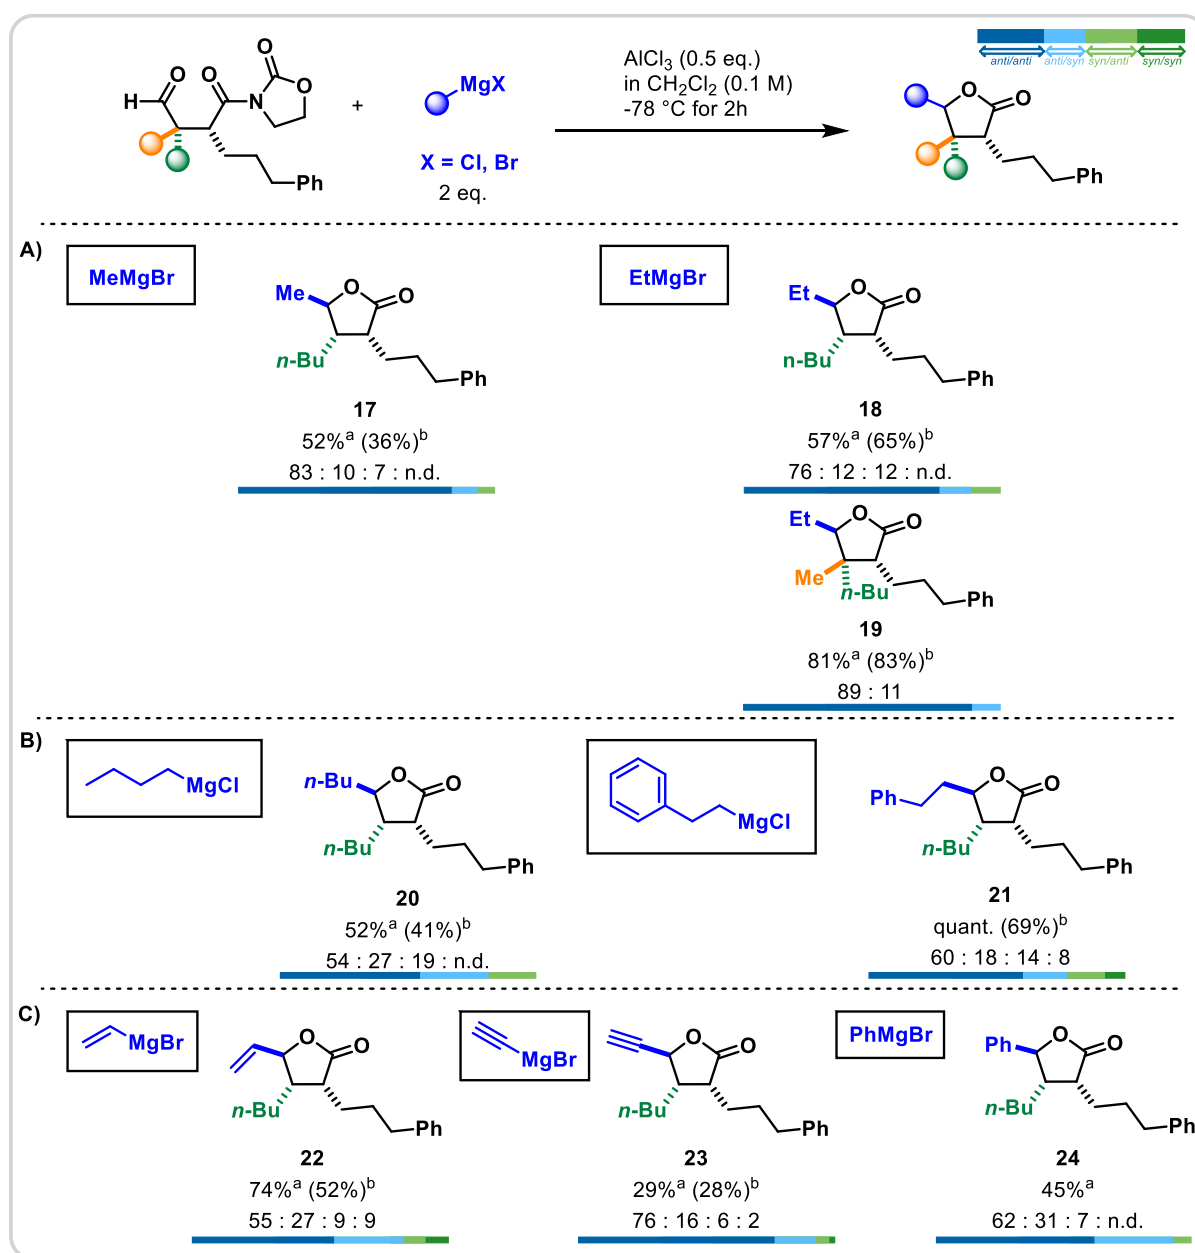 O
O O
H N O
+
Ph
MgX
X = Cl, Br
2 eq.
AlCl₃ (0.5 eq.)
in CH₂Cl₂ (0.1 M)
-78 °C for 2h
anti/anti anti/syn syn/anti syn/syn
O O
Ph
A)
MeMgBr
Me O O
n-Bu
Ph
17
52%ᵃ (36%)ᵇ
83 : 10 : 7 : n.d.
EtMgBr
Et O O
n-Bu
Ph
18
57%ᵃ (65%)ᵇ
76 : 12 : 12 : n.d.
Et O O
Me
n-Bu
Ph
19
81%ᵃ (83%)ᵇ
89 : 11
B)
MgCl
n-Bu O O
n-Bu
Ph
20
52%ᵃ (41%)ᵇ
54 : 27 : 19 : n.d.
MgCl
Ph O O
n-Bu
Ph
21
quant. (69%)ᵇ
60 : 18 : 14 : 8
C)
MgBr
O O
n-Bu
Ph
22
74%ᵃ (52%)ᵇ
55 : 27 : 9 : 9
MgBr
O O
n-Bu
Ph
23
29%ᵃ (28%)ᵇ
76 : 16 : 6 : 2
PhMgBr
Ph O O
n-Bu
Ph
24
45%ᵃ
62 : 31 : 7 : n.d.